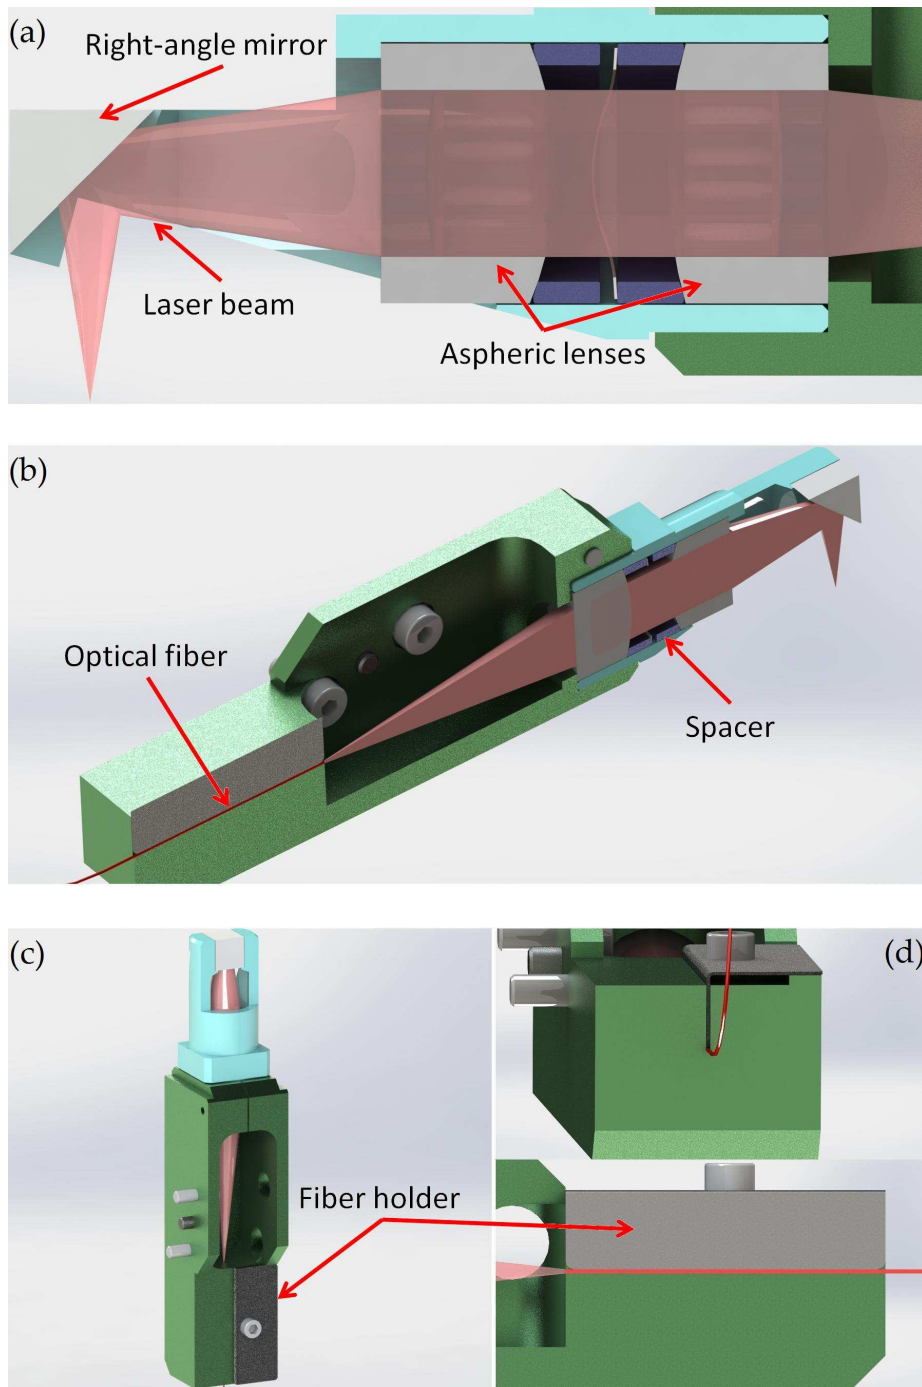 (a)
Right-angle mirror
Laser beam
Aspheric lenses
(b)
Optical fiber
Spacer
(c)
(d)
Fiber holder